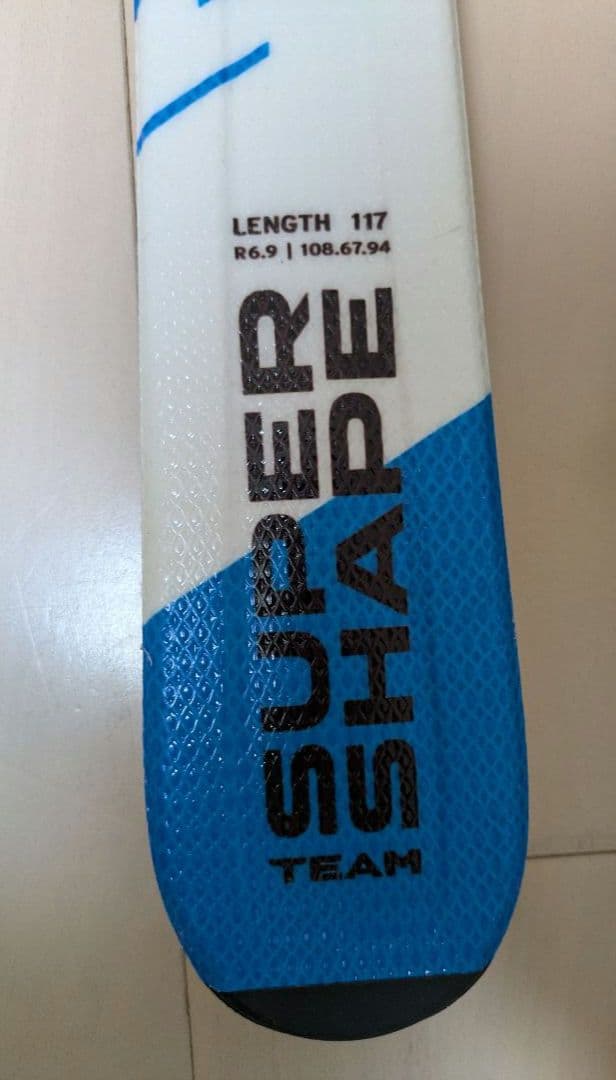 LENGTH 117
R6.9 | 108.67.94
SUPER
SHAPE
TEAM